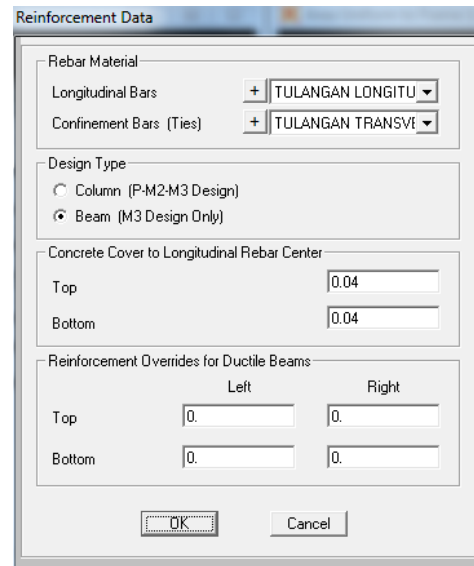 Reinforcement Data
Rebar Material
Longitudinal Bars + TULANGAN LONGITU
Confinement Bars (Ties) + TULANGAN TRANSVE
Design Type
Column (P-M2-M3 Design)
Beam (M3 Design Only)
Concrete Cover to Longitudinal Rebar Center
Top 0.04
Bottom 0.04
Reinforcement Overrides for Ductile Beams
Left Right
Top 0. 0.
Bottom 0. 0.
OK Cancel